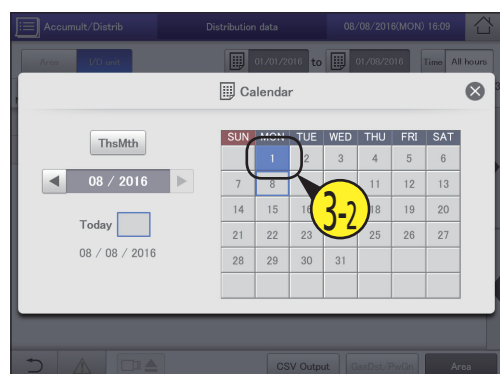 Accumult/Distrib Distribution data 08/08/2016(MON) 16:09
Area I/D unit 01/01/2016 to 01/08/2016 Time All hours
Calendar
ThsMth
08 / 2016
Today
08 / 08 / 2016
SUN MON TUE WED THU FRI SAT
1 2 3 4 5 6
7 8 11 12 13
14 15 16 18 19 20
21 22 23 25 26 27
28 29 30 31
3-2
CSV Output GasDst/PwrGn Area